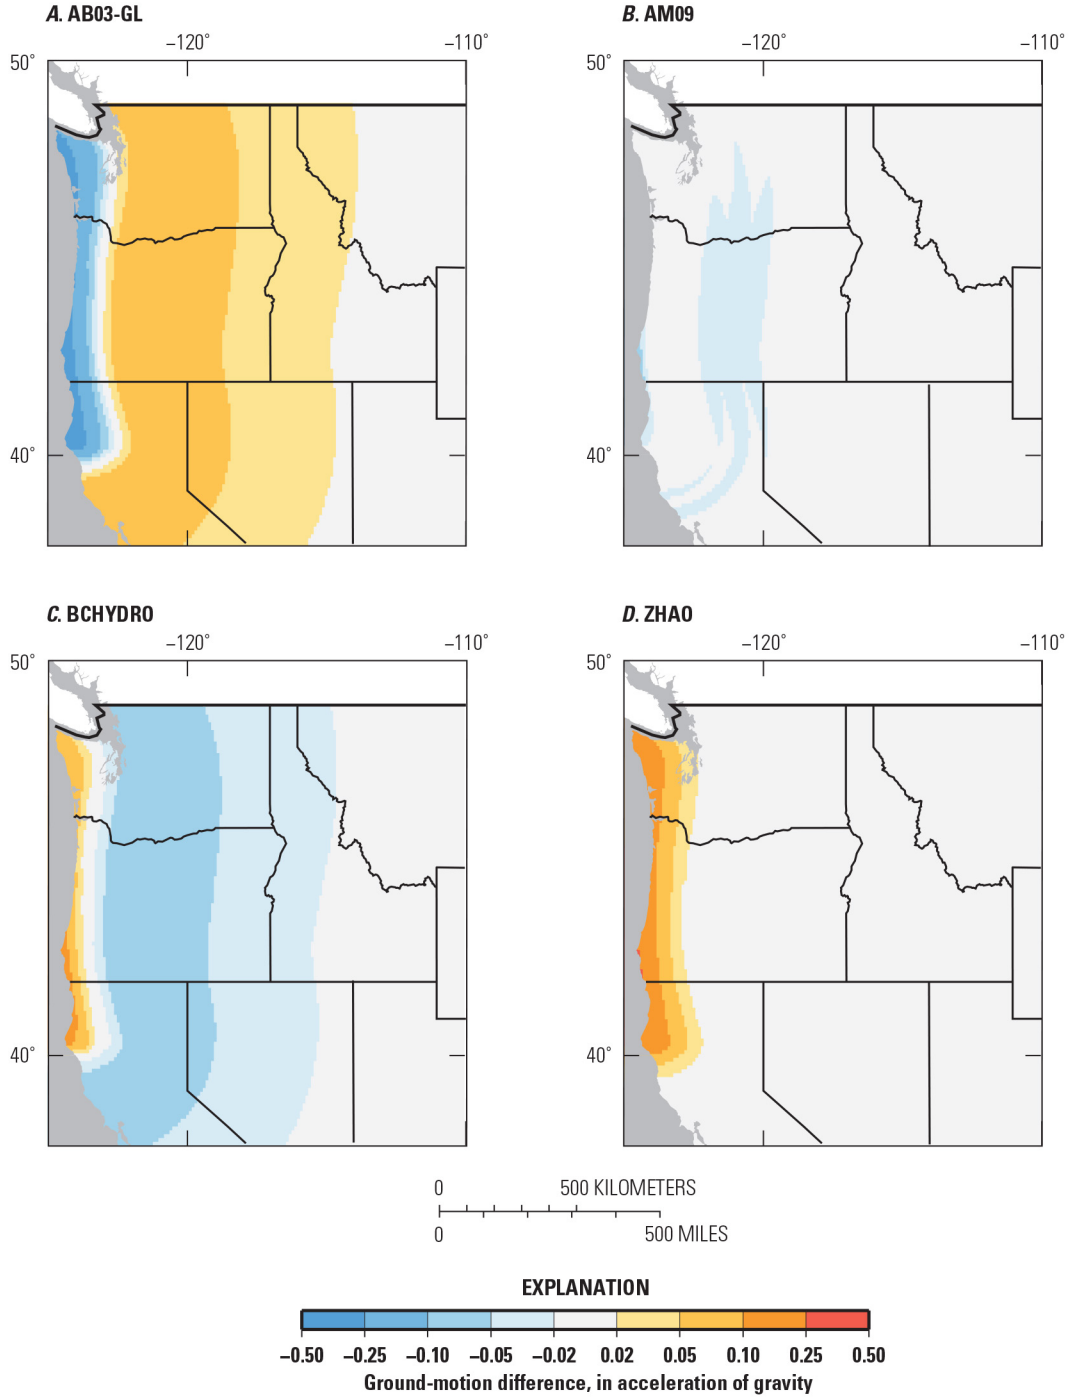 A. AB03-GL
B. AM09
−120° −110° −120° −110°
50° 50°
40° 40°
C. BCHYDRO
D. ZHAO
−120° −110° −120° −110°
50° 50°
40° 40°
0 500 KILOMETERS
0 500 MILES
EXPLANATION
−0.50 −0.25 −0.10 −0.05 −0.02 0.02 0.05 0.10 0.25 0.50
Ground-motion difference, in acceleration of gravity